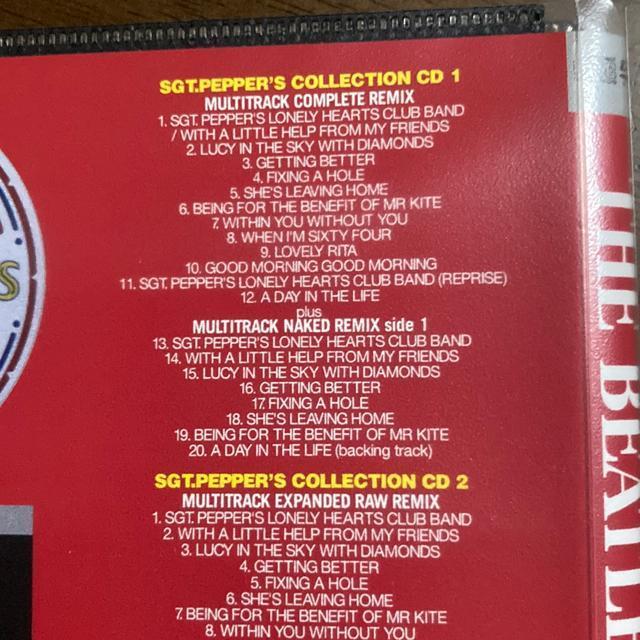 SGT.PEPPER'S COLLECTION CD 1
MULTITRACK COMPLETE REMIX
1. SGT. PEPPER'S LONELY HEARTS CLUB BAND
/ WITH A LITTLE HELP FROM MY FRIENDS
2. LUCY IN THE SKY WITH DIAMONDS
3. GETTING BETTER
4. FIXING A HOLE
5. SHE'S LEAVING HOME
6. BEING FOR THE BENEFIT OF MR KITE
7. WITHIN YOU WITHOUT YOU
8. WHEN I'M SIXTY FOUR
9. LOVELY RITA
10. GOOD MORNING GOOD MORNING
11. SGT. PEPPER'S LONELY HEARTS CLUB BAND (REPRISE)
12. A DAY IN THE LIFE
plus
MULTITRACK NAKED REMIX side 1
13. SGT. PEPPER'S LONELY HEARTS CLUB BAND
14. WITH A LITTLE HELP FROM MY FRIENDS
15. LUCY IN THE SKY WITH DIAMONDS
16. GETTING BETTER
17. FIXING A HOLE
18. SHE'S LEAVING HOME
19. BEING FOR THE BENEFIT OF MR KITE
20. A DAY IN THE LIFE (backing track)
SGT.PEPPER'S COLLECTION CD 2
MULTITRACK EXPANDED RAW REMIX
1. SGT. PEPPER'S LONELY HEARTS CLUB BAND
2. WITH A LITTLE HELP FROM MY FRIENDS
3. LUCY IN THE SKY WITH DIAMONDS
4. GETTING BETTER
5. FIXING A HOLE
6. SHE'S LEAVING HOME
7. BEING FOR THE BENEFIT OF MR KITE
8. WITHIN YOU WITHOUT YOU
THE BEATL
S